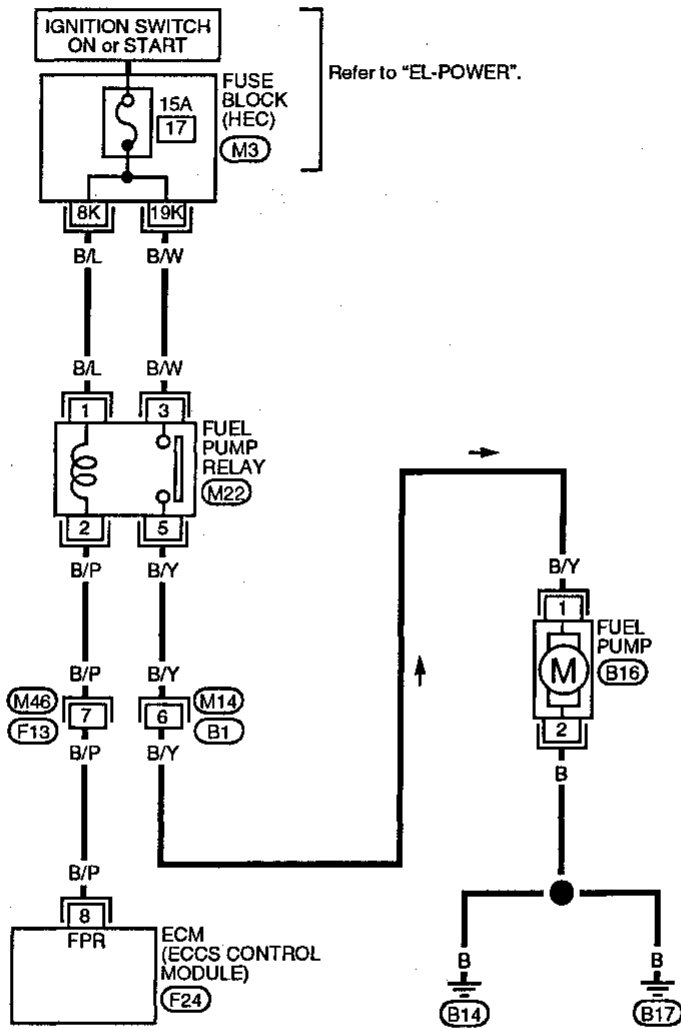 IGNITION SWITCH
ON or START
Refer to "EL-POWER".
FUSE
BLOCK
(HEC)
M3
15A
17
8K
19K
B/L
B/W
B/L
B/W
1
3
FUEL
PUMP
RELAY
M22
2
5
B/P
B/Y
B/Y
1
FUEL
PUMP
B16
M
2
B
B/P
B/Y
M46
F13
7
6
M14
B1
B/P
B/Y
B/P
8
FPR
ECM
(ECCS CONTROL
MODULE)
F24
B
B
B14
B17